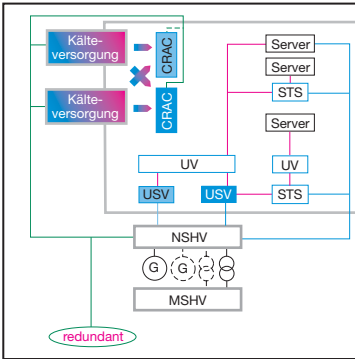 Kälte-
versorgung
CRAC
Server
Server
STS
Kälte-
versorgung
CRAC
Server
UV
UV
USV
USV
STS
NSHV
G
G
MSHV
redundant